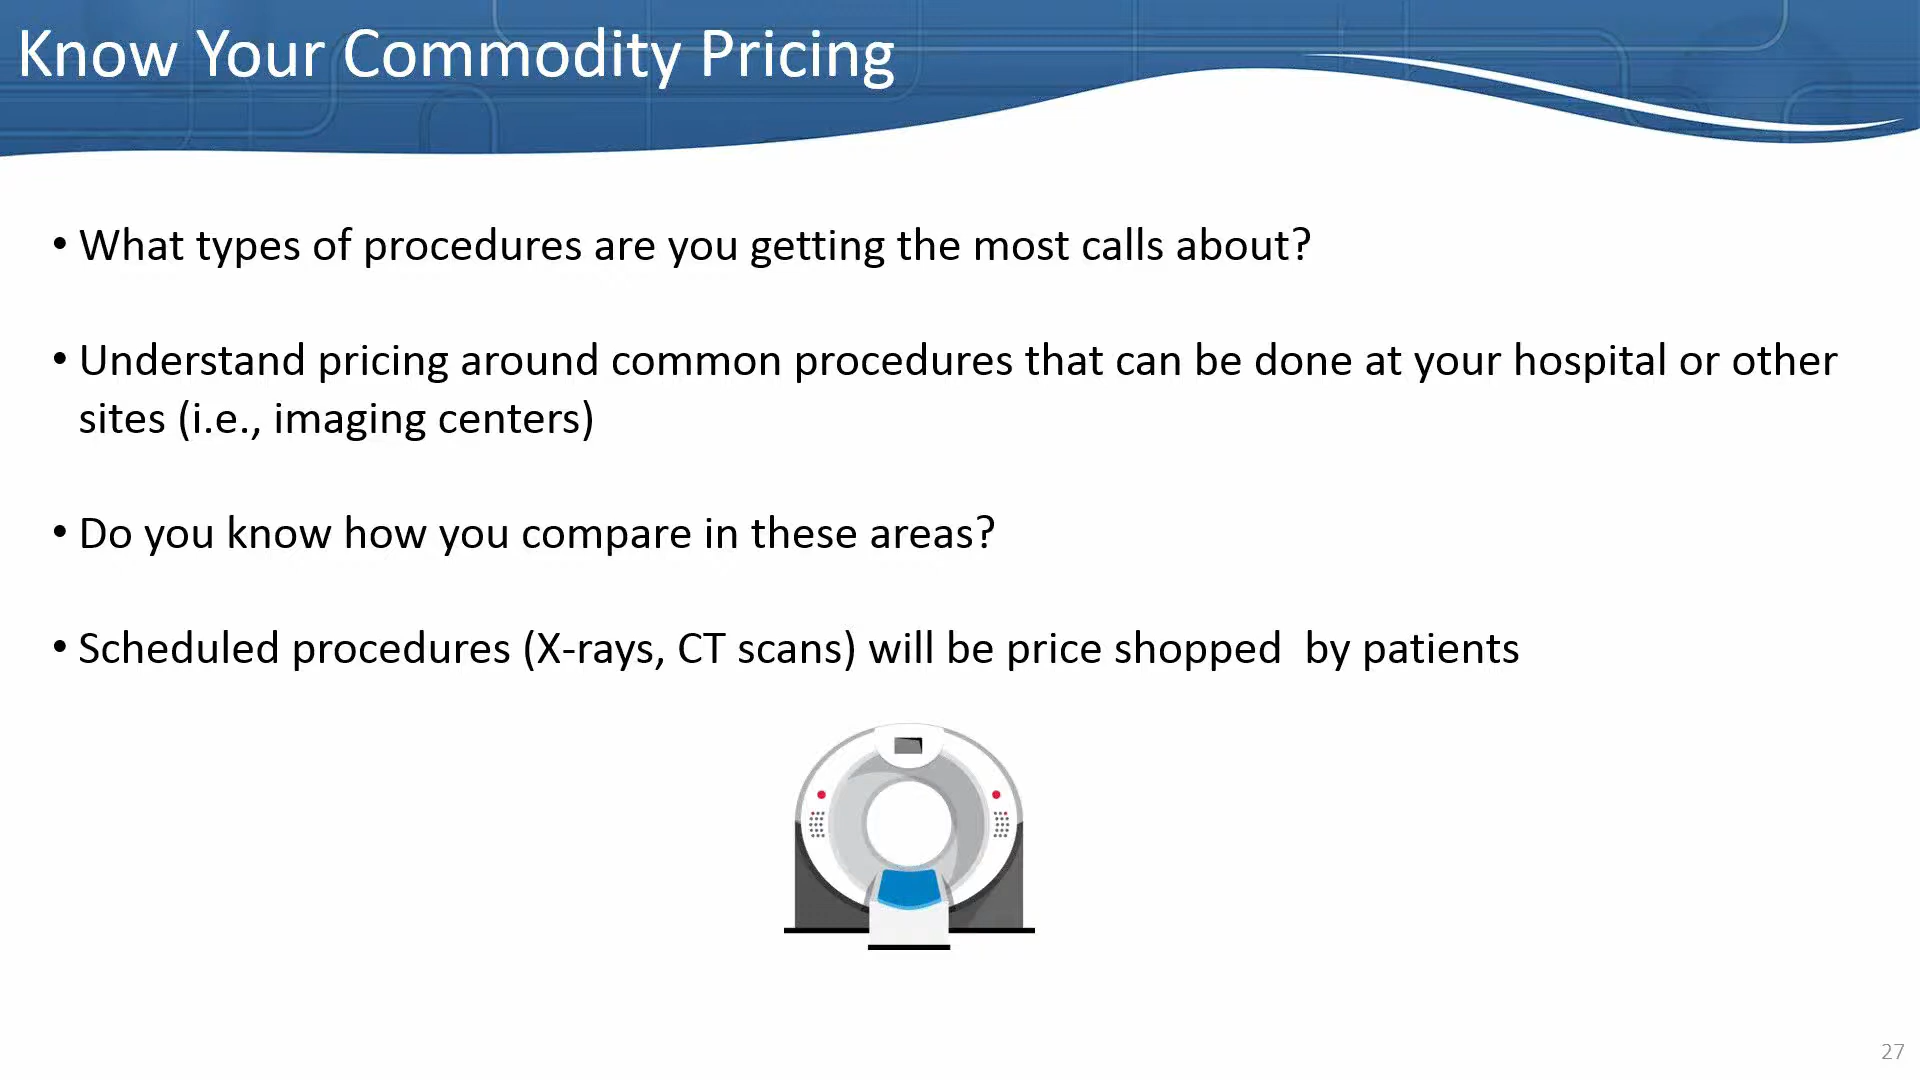 Know Your Commodity Pricing
• What types of procedures are you getting the most calls about?
• Understand pricing around common procedures that can be done at your hospital or other
sites (i.e., imaging centers)
• Do you know how you compare in these areas?
• Scheduled procedures (X-rays, CT scans) will be price shopped  by patients
27